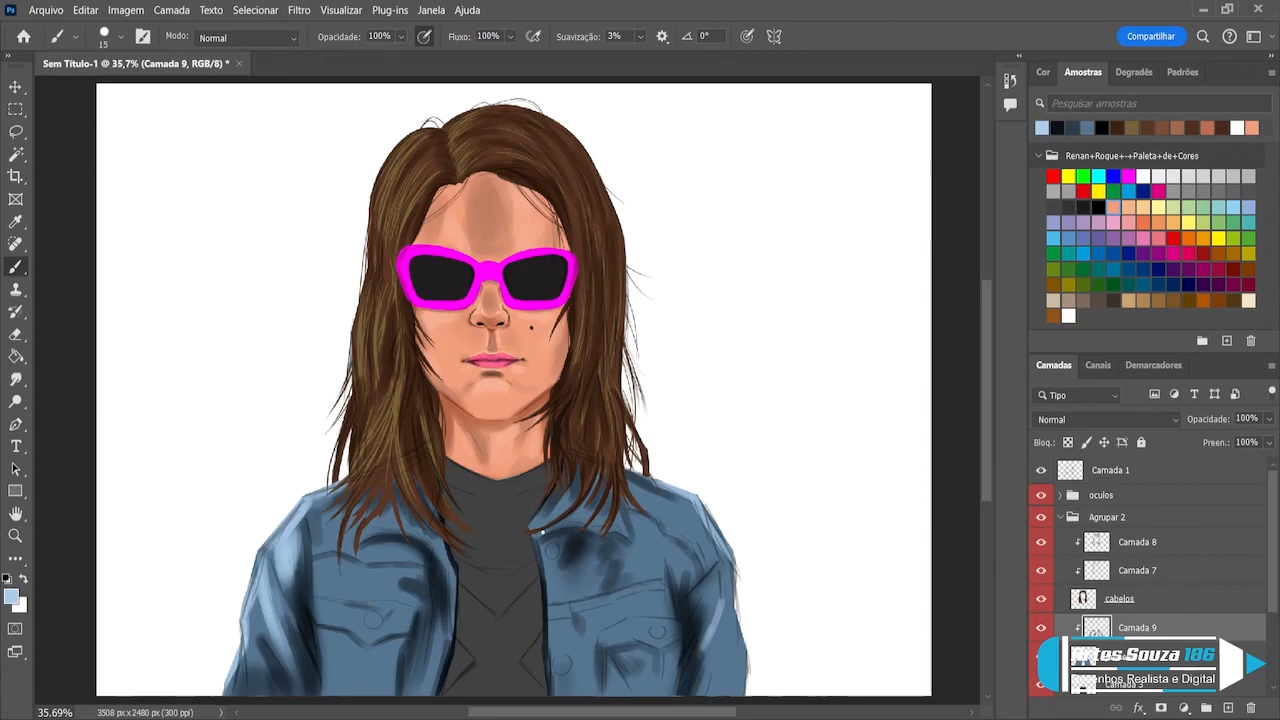 Ps Arquivo Editar Imagem Camada Texto Selecionar Filtro Visualizar Plug-ins Janela Ajuda
15 Modo: Normal Opacidade: 100% Fluxo: 100% Suavização: 3% 0° Compartilhar
Sem Título-1 @ 35,7% (Camada 9, RGB/8) * ×
Cor Amostras Degradês Padrões
Pesquisar amostras
Renan+Roque+-+Paleta+de+Cores
Camadas Canais Demarcadores
Tipo
Normal Opacidade: 100%
Bloq.: Preen.: 100%
Camada 1
oculos
Agrupar 2
Camada 8
Camada 7
cabelos
Camada 9
Artes Souza 186
Desenhos Realista e Digital
35.69% 3508 px x 2480 px (300 ppi)